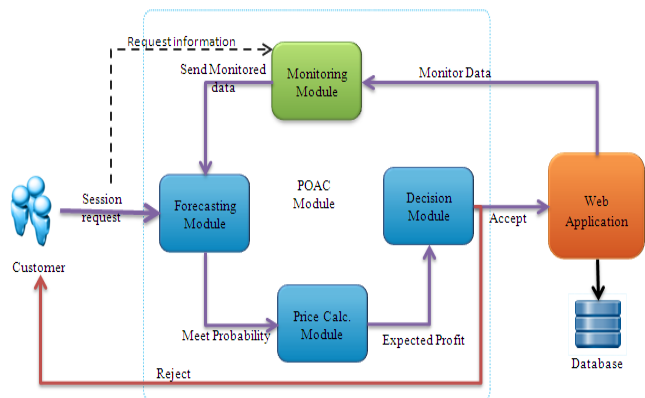 Request information
Send Monitored
data
Monitoring
Module
Monitor Data
Session
request
Forecasting
Module
POAC
Module
Decision
Module
Accept
Web
Application
Customer
Meet Probability
Price Calc.
Module
Expected Profit
Reject
Database